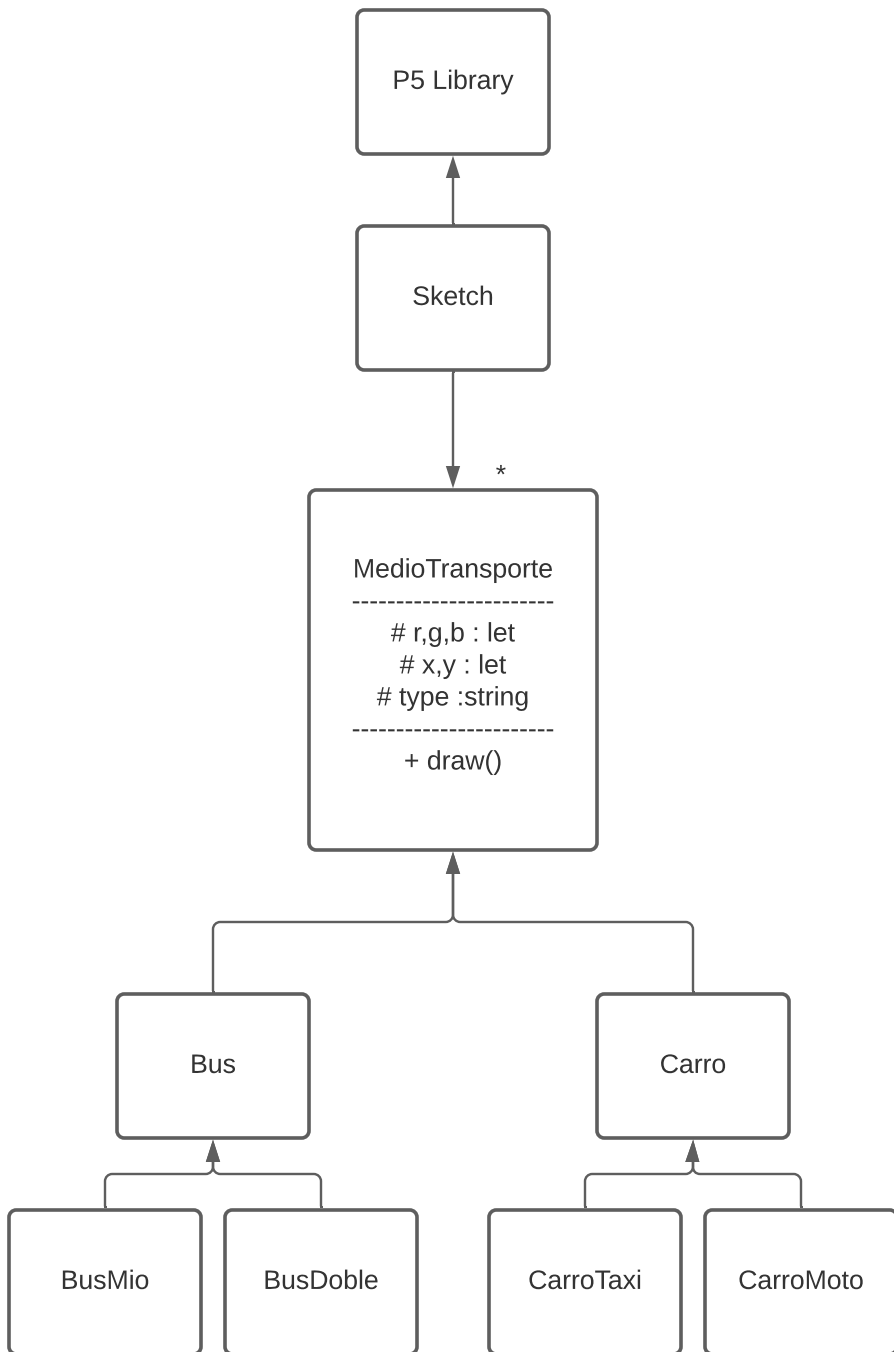 P5 Library
Sketch
*
MedioTransporte
-----------------------
# r,g,b : let
# x,y : let
# type :string
-----------------------
+ draw()
Bus
Carro
BusMio
BusDoble
CarroTaxi
CarroMoto